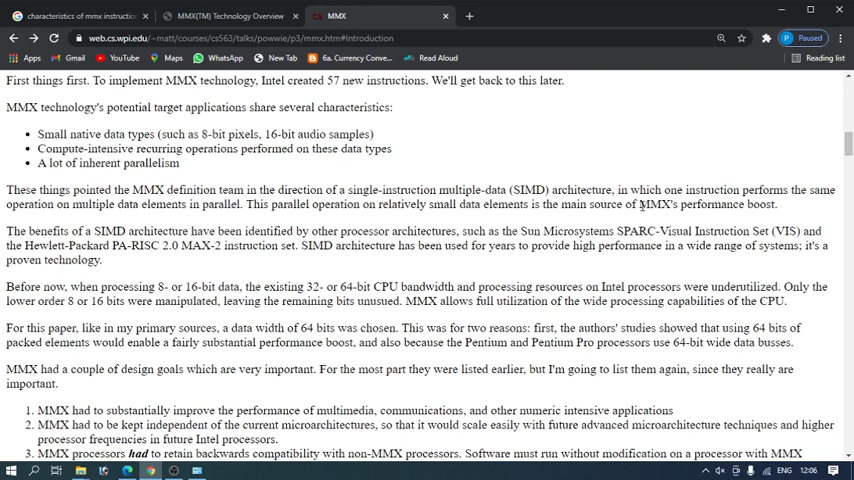 characteristics of mmx instruction
MMX(TM) Technology Overview
MMX
web.cs.wpi.edu/~matt/courses/cs563/talks/powwie/p3/mmx.htm#Introduction
P Paused
Apps Gmail YouTube Maps WhatsApp New Tab 6a. Currency Conve... Read Aloud Reading list
First things first. To implement MMX technology, Intel created 57 new instructions. We'll get back to this later.
MMX technology's potential target applications share several characteristics:
• Small native data types (such as 8-bit pixels, 16-bit audio samples)
• Compute-intensive recurring operations performed on these data types
• A lot of inherent parallelism
These things pointed the MMX definition team in the direction of a single-instruction multiple-data (SIMD) architecture, in which one instruction performs the same
operation on multiple data elements in parallel. This parallel operation on relatively small data elements is the main source of MMX's performance boost.
The benefits of a SIMD architecture have been identified by other processor architectures, such as the Sun Microsystems SPARC-Visual Instruction Set (VIS) and
the Hewlett-Packard PA-RISC 2.0 MAX-2 instruction set. SIMD architecture has been used for years to provide high performance in a wide range of systems; it's a
proven technology.
Before now, when processing 8- or 16-bit data, the existing 32- or 64-bit CPU bandwidth and processing resources on Intel processors were underutilized. Only the
lower order 8 or 16 bits were manipulated, leaving the remaining bits unusued. MMX allows full utilization of the wide processing capabilities of the CPU.
For this paper, like in my primary sources, a data width of 64 bits was chosen. This was for two reasons: first, the authors' studies showed that using 64 bits of
packed elements would enable a fairly substantial performance boost, and also because the Pentium and Pentium Pro processors use 64-bit wide data busses.
MMX had a couple of design goals which are very important. For the most part they were listed earlier, but I'm going to list them again, since they really are
important.
1. MMX had to substantially improve the performance of multimedia, communications, and other numeric intensive applications
2. MMX had to be kept independent of the current microarchitectures, so that it would scale easily with future advanced microarchitecture techniques and higher
processor frequencies in future Intel processors.
3. MMX processors had to retain backwards compatibility with non-MMX processors. Software must run without modification on a processor with MMX
ENG 12:06